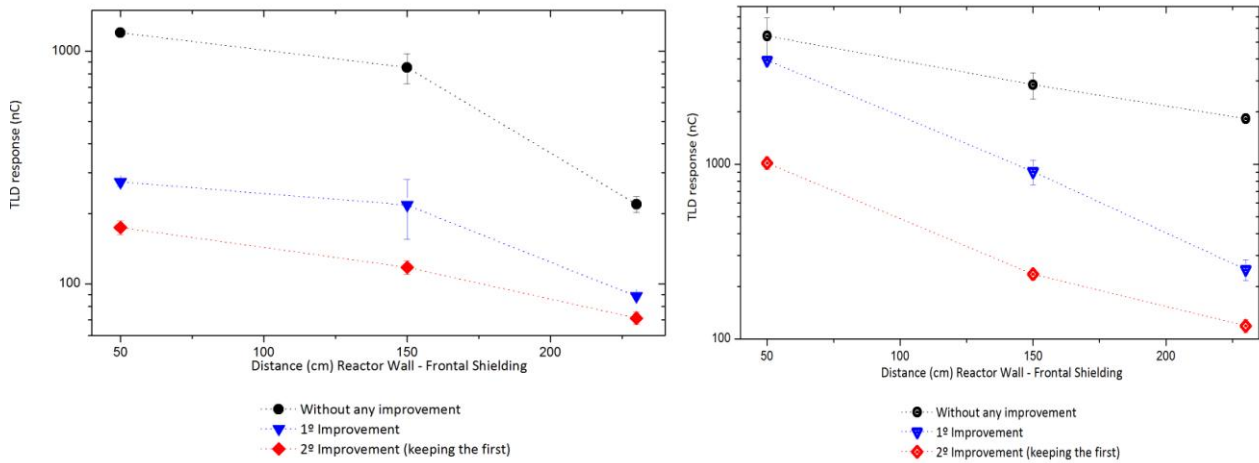 1000
100
TLD response (nC)
50
100
150
200
Distance (cm) Reactor Wall - Frontal Shielding
Without any improvement
1º Improvement
2º Improvement (keeping the first)
1000
100
TLD response (nC)
50
100
150
200
Distance (cm) Reactor Wall - Frontal Shielding
Without any improvement
1º Improvement
2º Improvement (keeping the first)